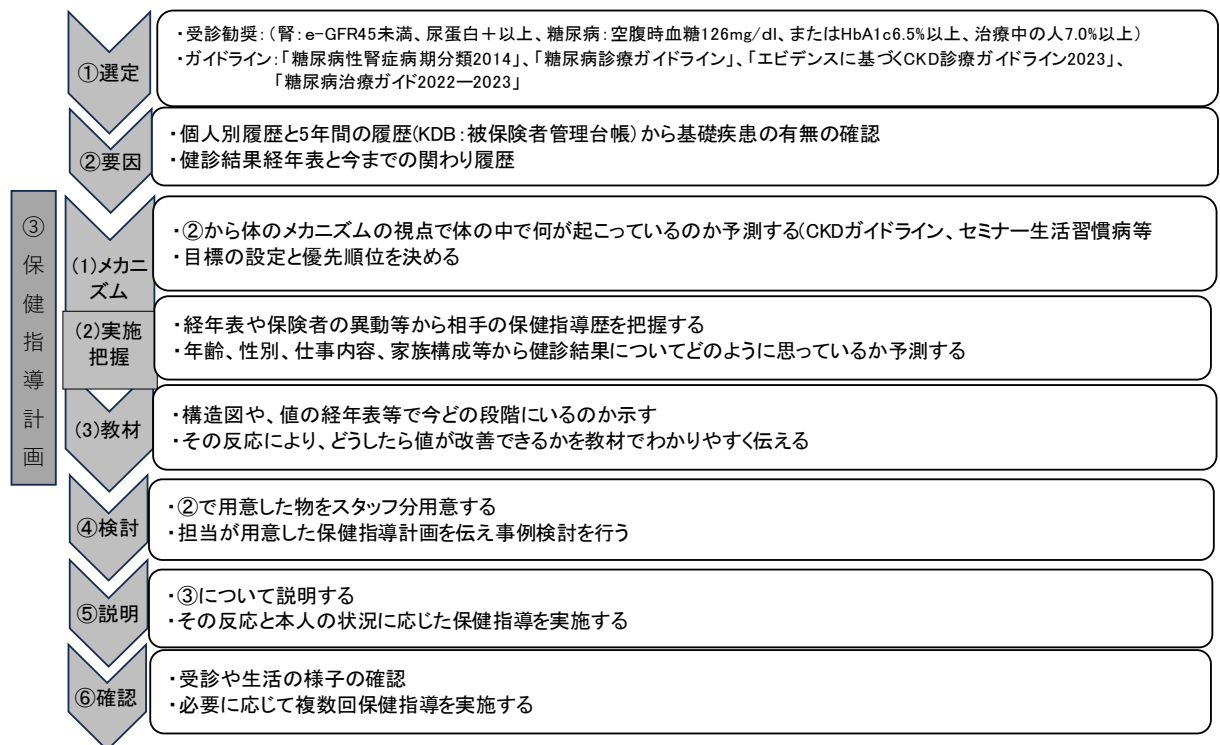 ①選定
・受診勧奨：（腎：e-GFR45未満、尿蛋白＋以上、糖尿病：空腹時血糖126mg/dl、またはHbA1c6.5%以上、治療中の人7.0%以上）
・ガイドライン：「糖尿病性腎症病期分類2014」、「糖尿病診療ガイドライン」、「エビデンスに基づくCKD診療ガイドライン2023」、
「糖尿病治療ガイド2022―2023」
②要因
・個人別履歴と5年間の履歴(KDB：被保険者管理台帳)から基礎疾患の有無の確認
・健診結果経年表と今までの関わり履歴
③保健指導計画
(1)メカニ
ズム
・②から体のメカニズムの視点で体の中で何が起こっているのか予測する(CKDガイドライン、セミナー生活習慣病等
・目標の設定と優先順位を決める
(2)実施
把握
・経年表や保険者の異動等から相手の保健指導歴を把握する
・年齢、性別、仕事内容、家族構成等から健診結果についてどのように思っているか予測する
(3)教材
・構造図や、値の経年表等で今どの段階にいるのか示す
・その反応により、どうしたら値が改善できるかを教材でわかりやすく伝える
④検討
・②で用意した物をスタッフ分用意する
・担当が用意した保健指導計画を伝え事例検討を行う
⑤説明
・③について説明する
・その反応と本人の状況に応じた保健指導を実施する
⑥確認
・受診や生活の様子の確認
・必要に応じて複数回保健指導を実施する